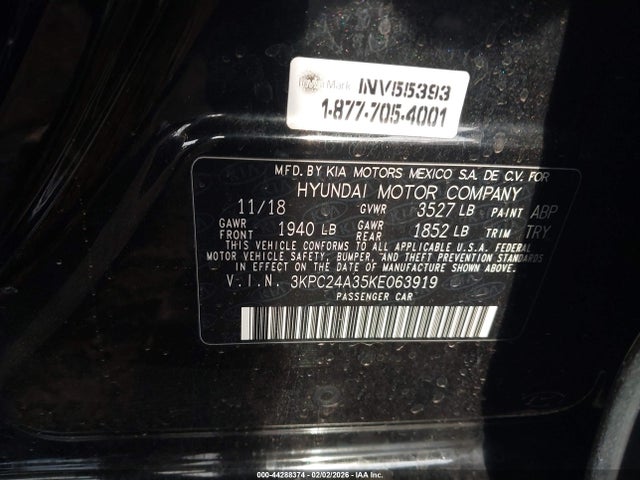 Mark INV55393
1-877-705-4001
MFD. BY KIA MOTORS MEXICO S.A. DE C.V. FOR
HYUNDAI MOTOR COMPANY
11/18 GVWR 3527 LB PAINT ABP
GAWR FRONT 1940 LB GAWR REAR 1852 LB TRIM TRY
THIS VEHICLE CONFORMS TO ALL APPLICABLE U.S.A. FEDERAL
MOTOR VEHICLE SAFETY, BUMPER, AND THEFT PREVENTION STANDARDS
IN EFFECT ON THE DATE OF MANUFACTURE SHOWN ABOVE.
V.I.N. 3KPC24A35KE063919
PASSENGER CAR
000-44288374 | 02/02/2026 | IAA Inc.